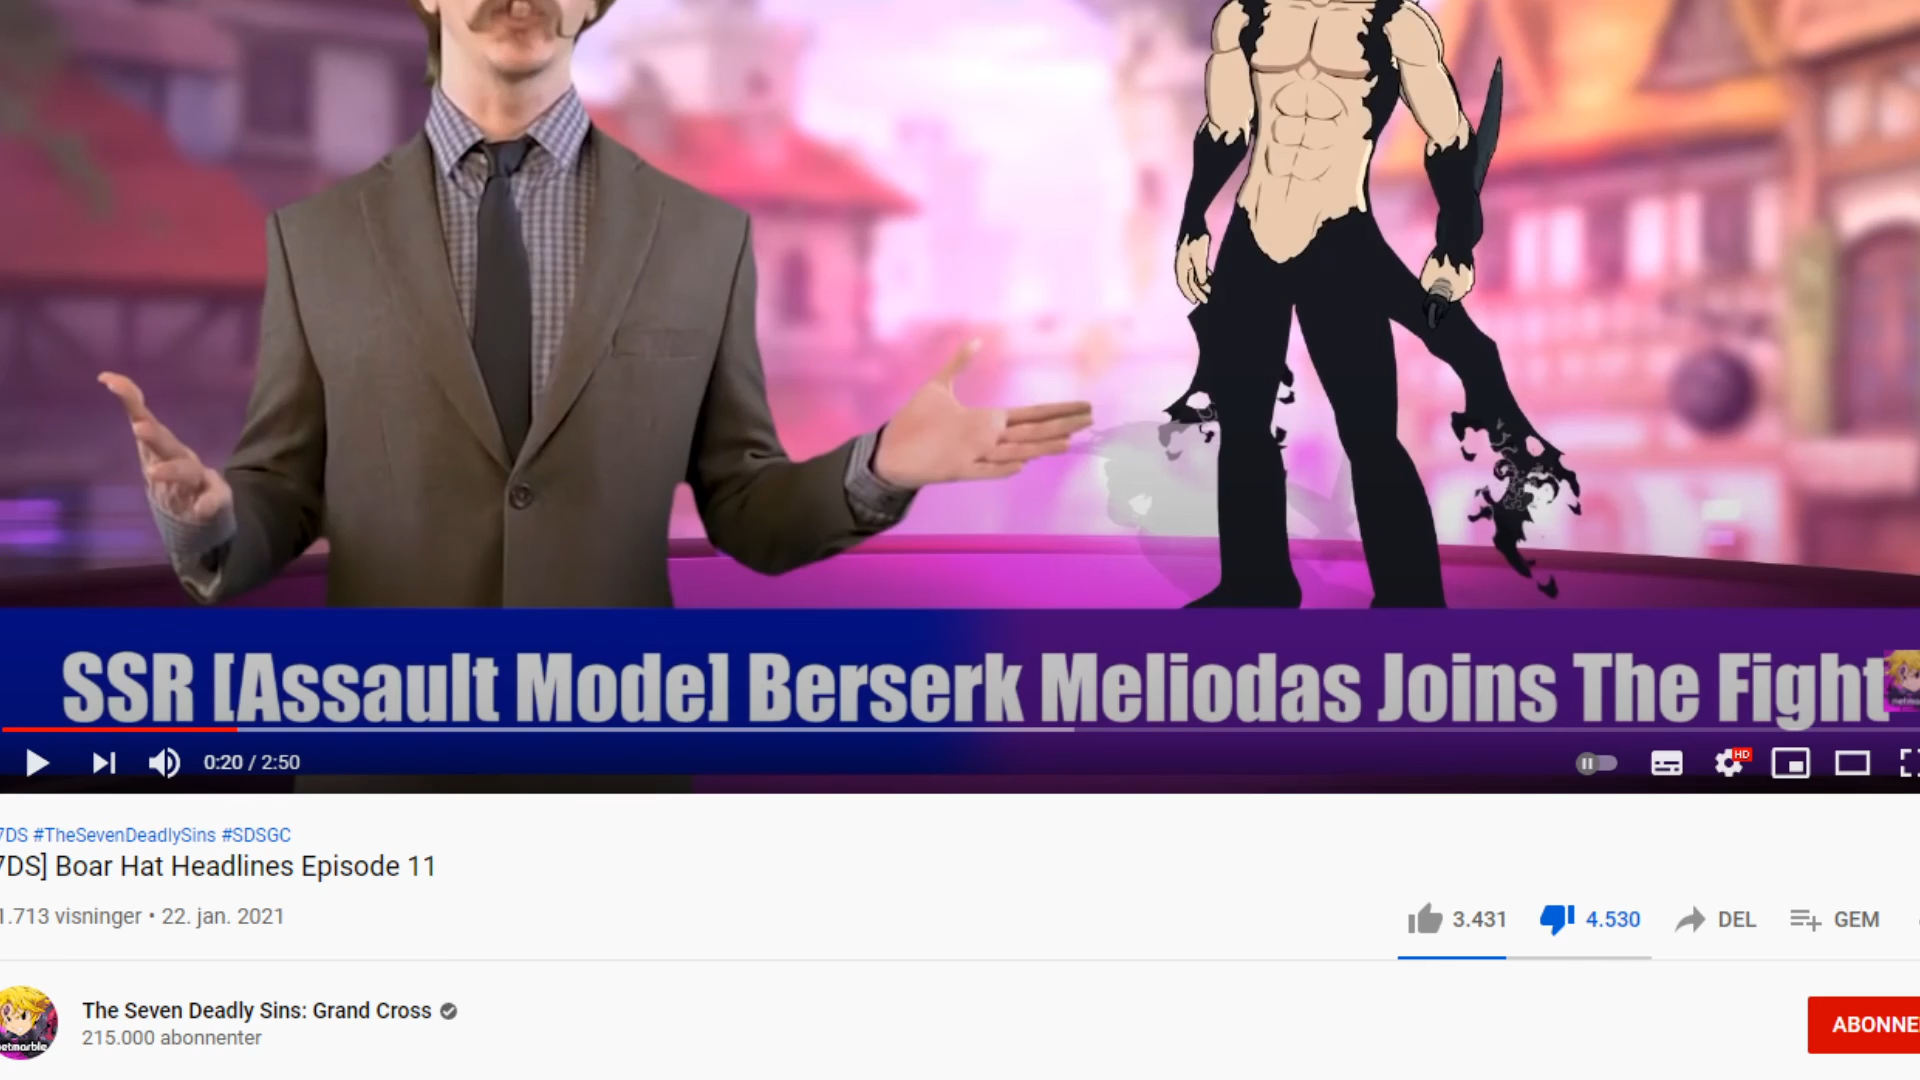 SSR [Assault Mode] Berserk Meliodas Joins The Fight
0:20 / 2:50
HD
7DS #TheSevenDeadlySins #SDSGC
7DS] Boar Hat Headlines Episode 11
1.713 visninger • 22. jan. 2021
3.431 4.530 DEL GEM
The Seven Deadly Sins: Grand Cross
netmarble
215.000 abonnenter
ABONNE